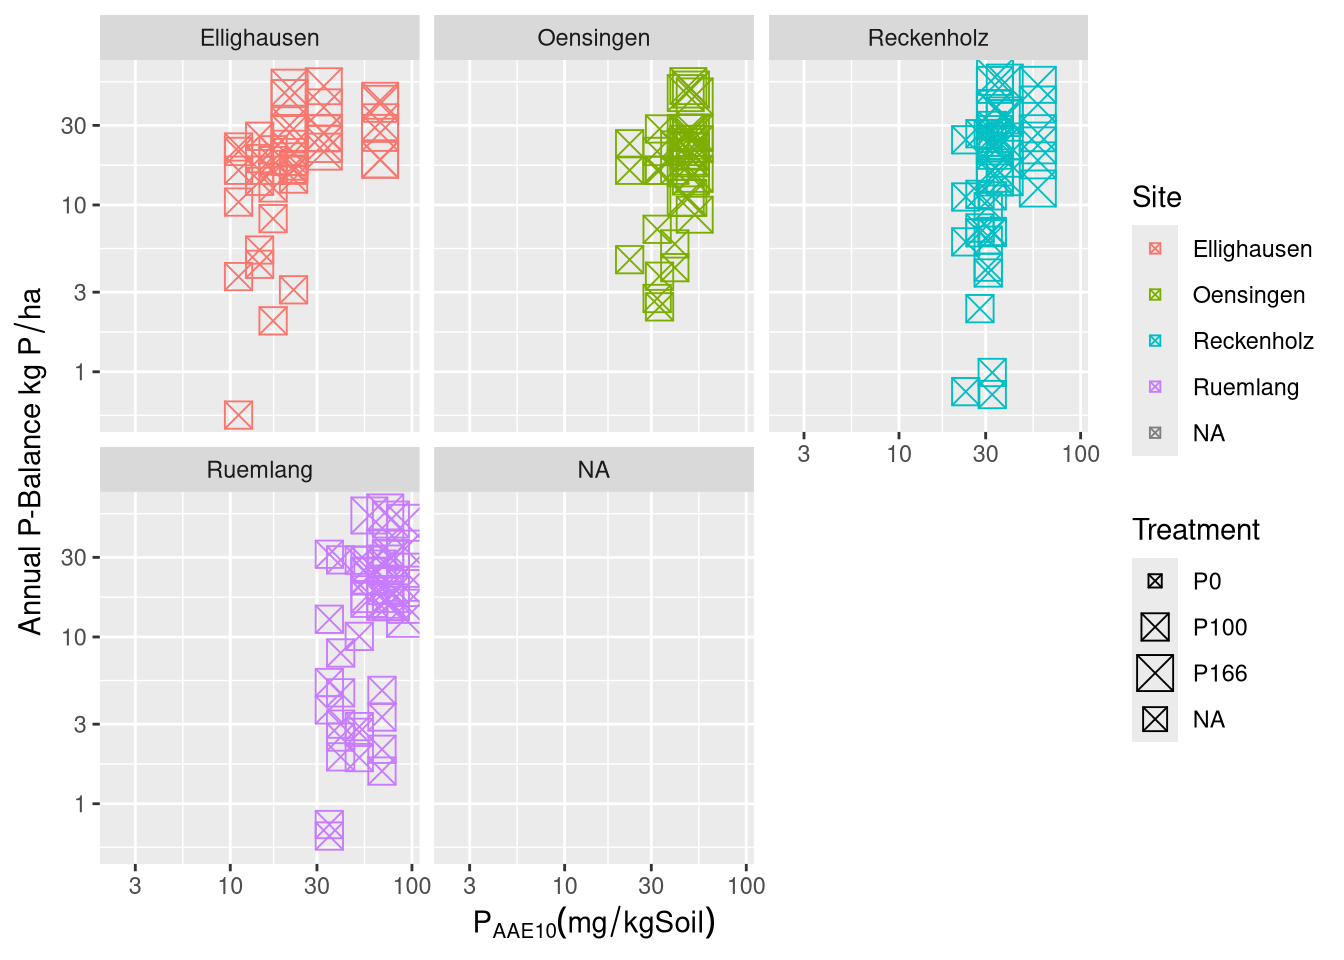 Ellighausen
Oensingen
Reckenholz
30
10
3
1
3
10
30
100
Ruemlang
NA
30
10
3
1
3
10
30
100
3
10
30
100
Annual P-Balance kg P/ha
P_AAE10(mg/kgSoil)
Site
Ellighausen
Oensingen
Reckenholz
Ruemlang
NA
Treatment
P0
P100
P166
NA